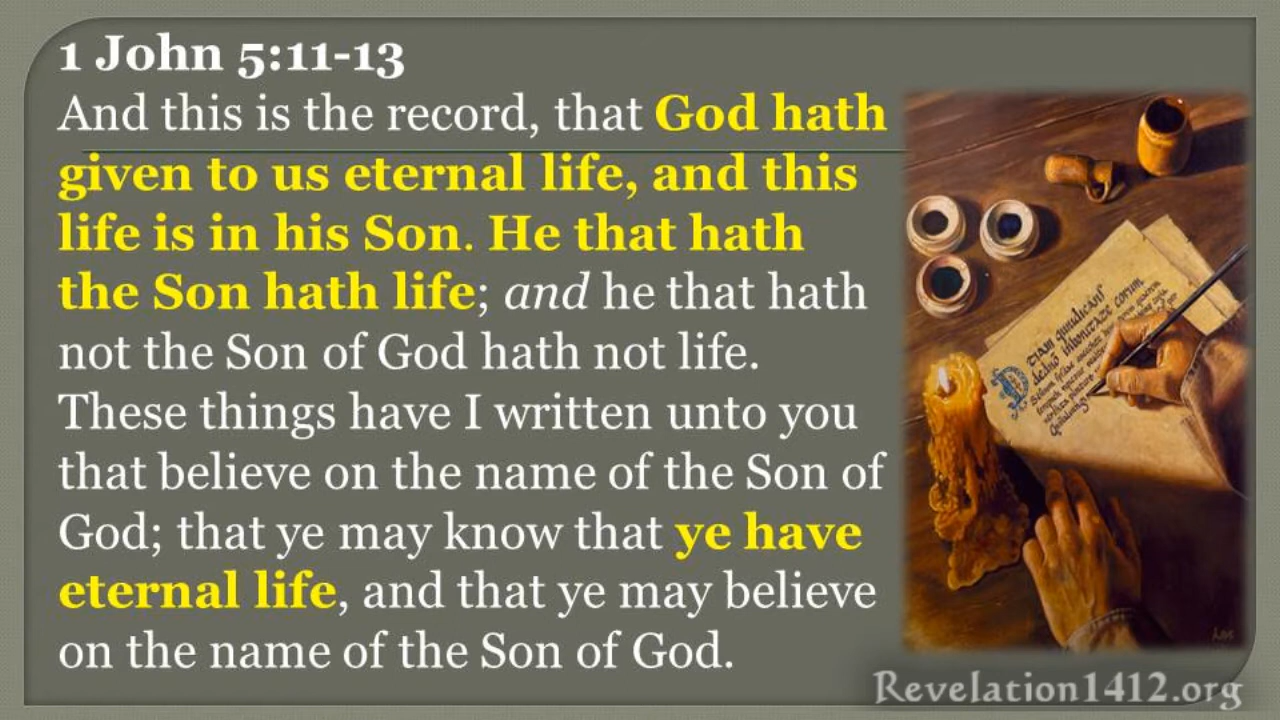 1 John 5:11-13
And this is the record, that God hath
given to us eternal life, and this
life is in his Son. He that hath
the Son hath life; and he that hath
not the Son of God hath not life.
These things have I written unto you
that believe on the name of the Son of
God; that ye may know that ye have
eternal life, and that ye may believe
on the name of the Son of God.
Revelation1412.org